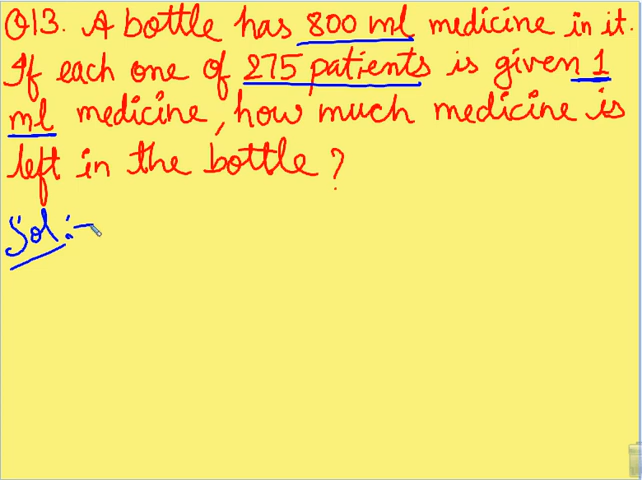 Q13. A bottle has 800 ml medicine in it.
If each one of 275 patients is given 1
ml medicine, how much medicine is
left in the bottle?
Sol:-